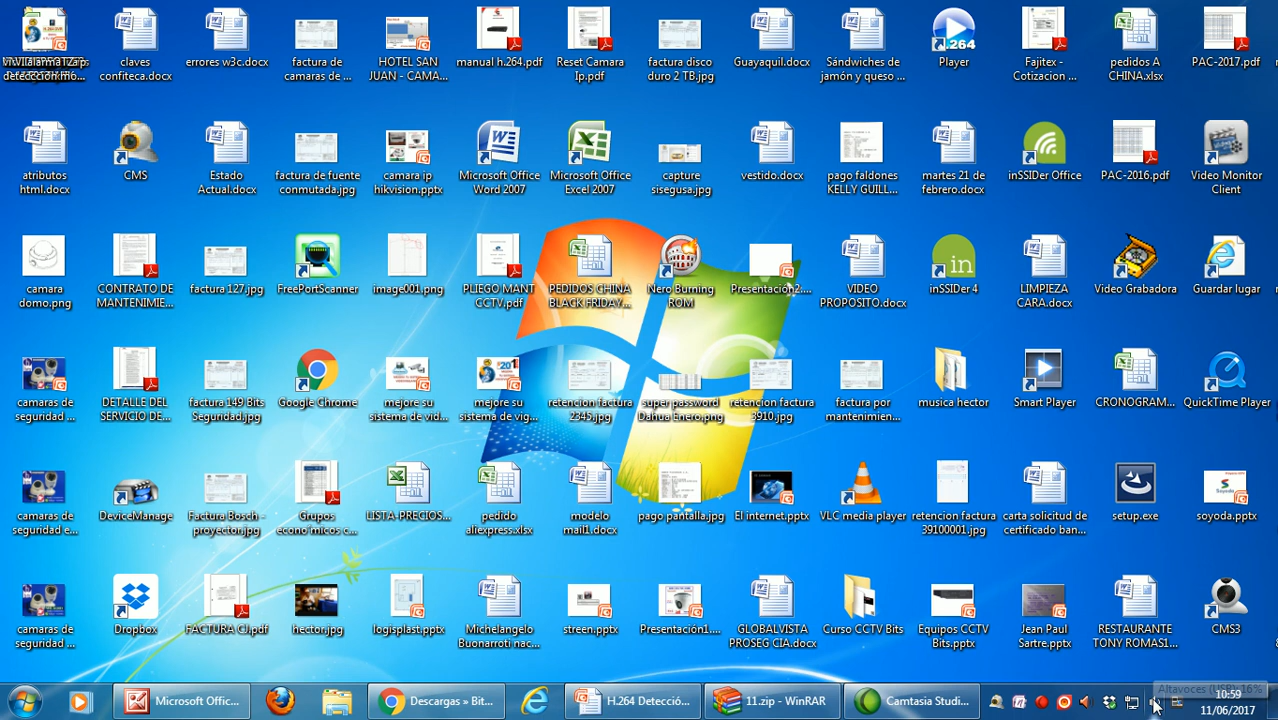 claves
confiteca.docx
errores w3c.docx
factura de
camaras de ...
HOTEL SAN
JUAN - CAMA...
manual h.264.pdf
Reset Camara
Ip.pdf
factura disco
duro 2 TB.jpg
Guayaquil.docx
Sándwiches de
jamón y queso ...
.264
Player
Fajitex -
Cotizacion ...
pedidos A
CHINA.xlsx
PAC-2017.pdf
atributos
html.docx
CMS
Estado
Actual.docx
factura de fuente
conmutada.jpg
camara ip
hikvision.pptx
Microsoft Office
Word 2007
Microsoft Office
Excel 2007
capture
sisegusa.jpg
vestido.docx
pago faldones
KELLY GUILL...
martes 21 de
febrero.docx
inSSIDer Office
PAC-2016.pdf
Video Monitor
Client
camara
domo.png
CONTRATO DE
MANTENIMIE...
factura 127.jpg
FreePortScanner
image001.png
PLIEGO MANT
CCTV.pdf
PEDIDOS CHINA
BLACK FRIDAY...
Nero Burning
ROM
Presentación2....
VIDEO
PROPOSITO.docx
in
inSSIDer 4
LIMPIEZA
CARA.docx
Video Grabadora
Guardar lugar
camaras de
seguridad ...
DETALLE DEL
SERVICIO DE...
factura 149 Bits
Seguridad.jpg
Google Chrome
mejore su
sistema de vid...
mejore su
sistema de vig...
retencion factura
2345.jpg
super password
Dahua Enero.png
retencion factura
3910.jpg
factura por
mantenimien...
musica hector
Smart Player
CRONOGRAM...
QuickTime Player
camaras de
seguridad e...
DeviceManage
Factura Bosch -
proyector.jpg
Grupos
economicos c...
LISTA-PRECIOS...
pedido
aliexpress.xlsx
modelo
mail1.docx
pago pantalla.jpg
El internet.pptx
VLC media player
retencion factura
39100001.jpg
carta solicitud de
certificado ban...
setup.exe
soyoda.pptx
camaras de
seguridad ...
Dropbox
FACTURA CJ.pdf
hector.jpg
logisplast.pptx
Michelangelo
Buonarroti nac...
streen.pptx
Presentación1....
GLOBALVISTA
PROSEG CIA.docx
Curso CCTV Bits
Equipos CCTV
Bits.pptx
Jean Paul
Sartre.pptx
RESTAURANTE
TONY ROMAS1...
CMS3
Altavoces (USB): 16%
Microsoft Office...
Descargas » Bit...
H.264 Detecció...
11.zip - WinRAR
Camtasia Studi...
10:59
11/06/2017